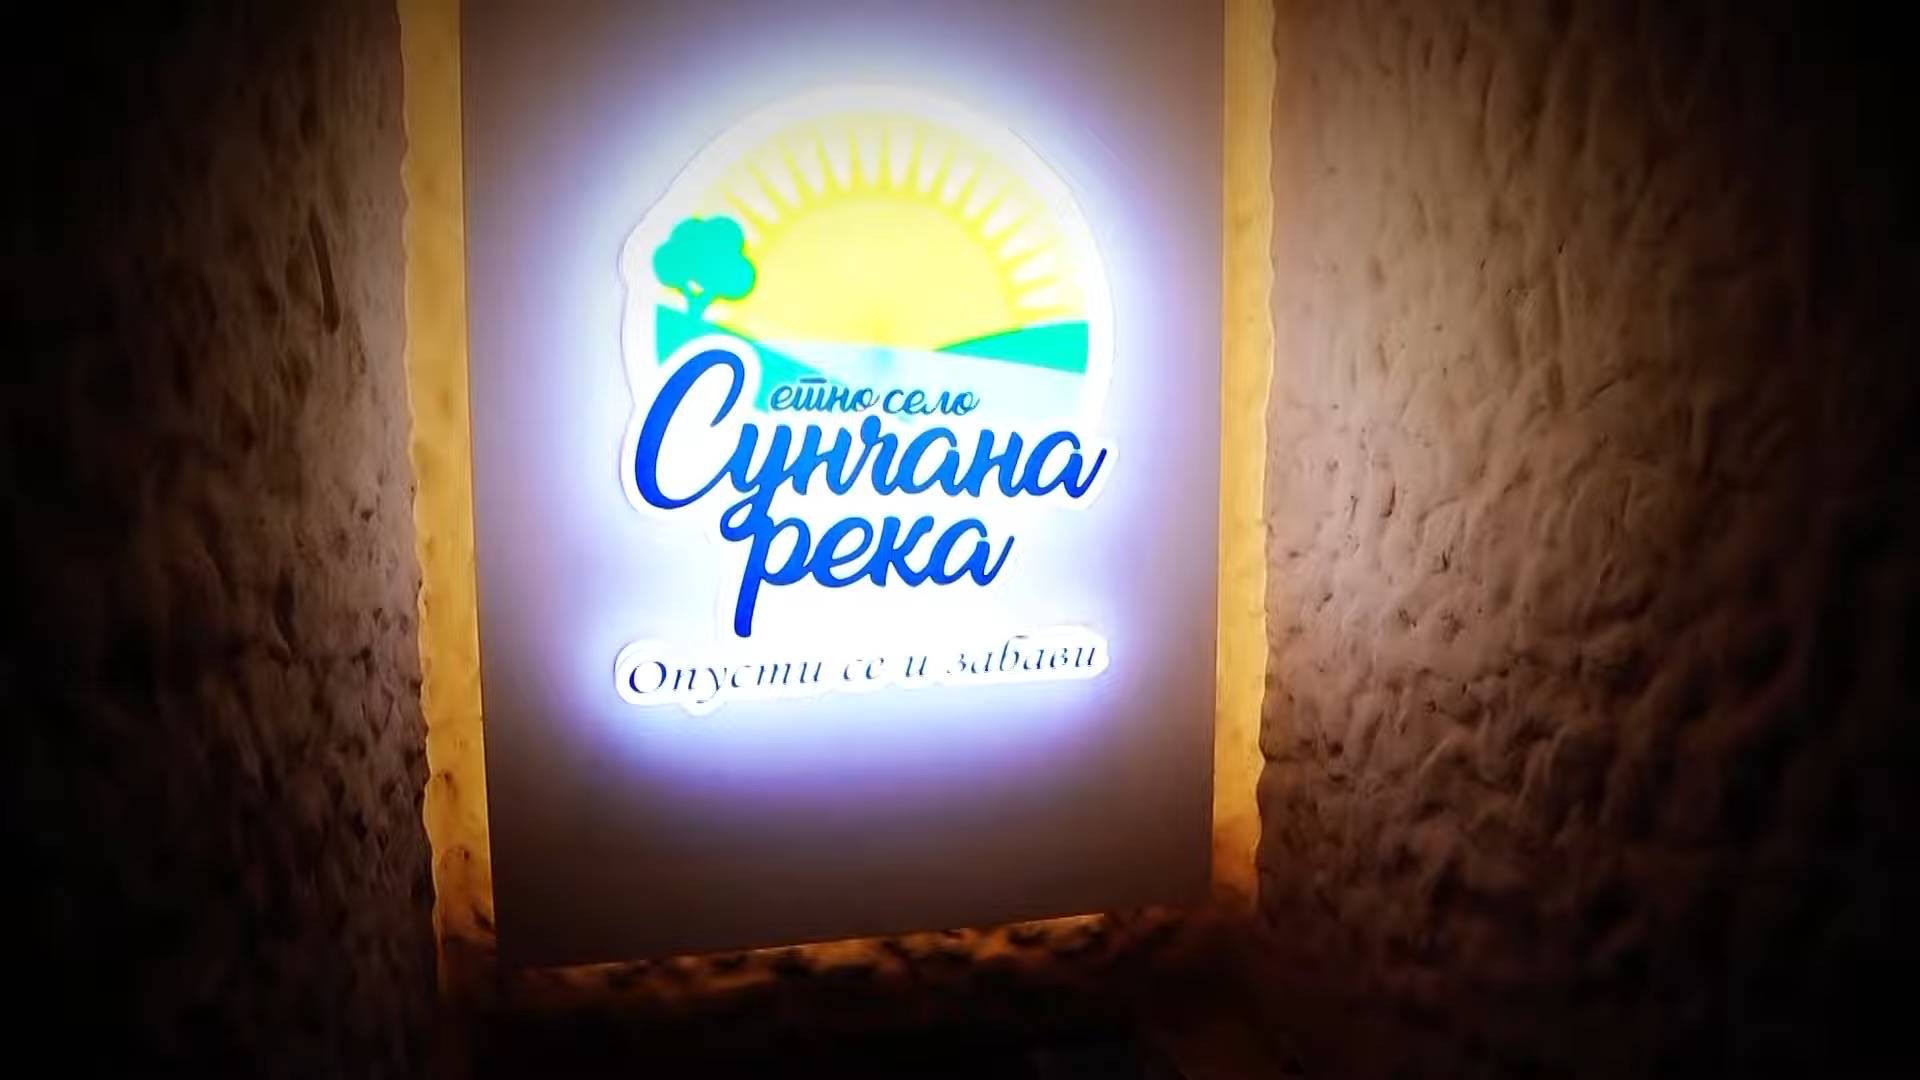 етно село
Сунчана
река
Опусти се и забави